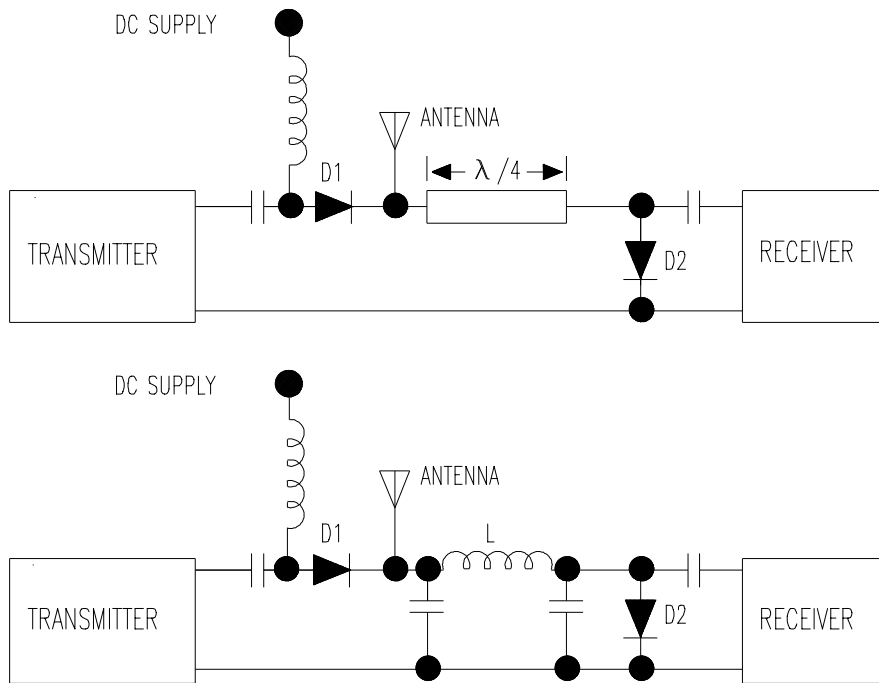 DC SUPPLY
ANTENNA
D1
λ/4
TRANSMITTER
D2
RECEIVER
DC SUPPLY
ANTENNA
D1
L
TRANSMITTER
D2
RECEIVER